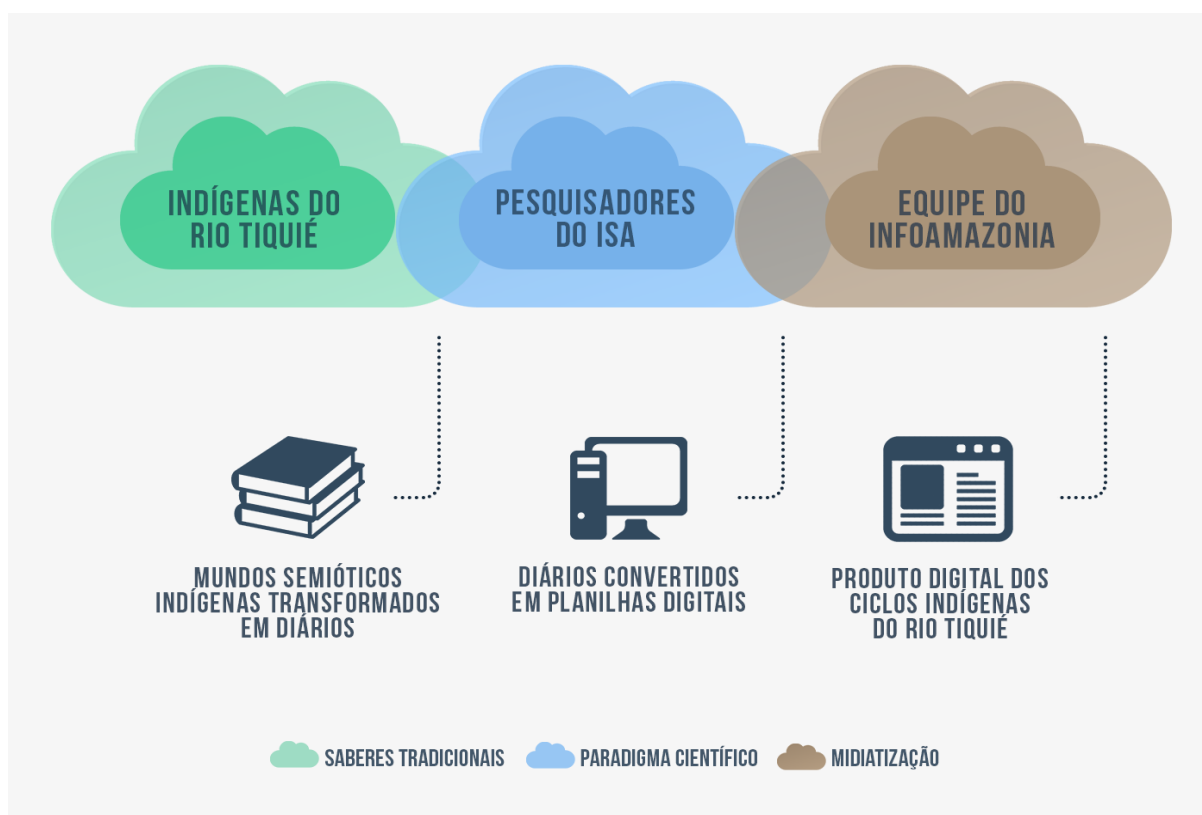 INDÍGENAS DO
RIO TIQUIÉ
PESQUISADORES
DO ISA
EQUIPE DO
INFOAMAZONIA
MUNDOS SEMIÓTICOS
INDÍGENAS TRANSFORMADOS
EM DIÁRIOS
DIÁRIOS CONVERTIDOS
EM PLANILHAS DIGITAIS
PRODUTO DIGITAL DOS
CICLOS INDÍGENAS
DO RIO TIQUIÉ
SABERES TRADICIONAIS
PARADIGMA CIENTÍFICO
MIDIATIZAÇÃO